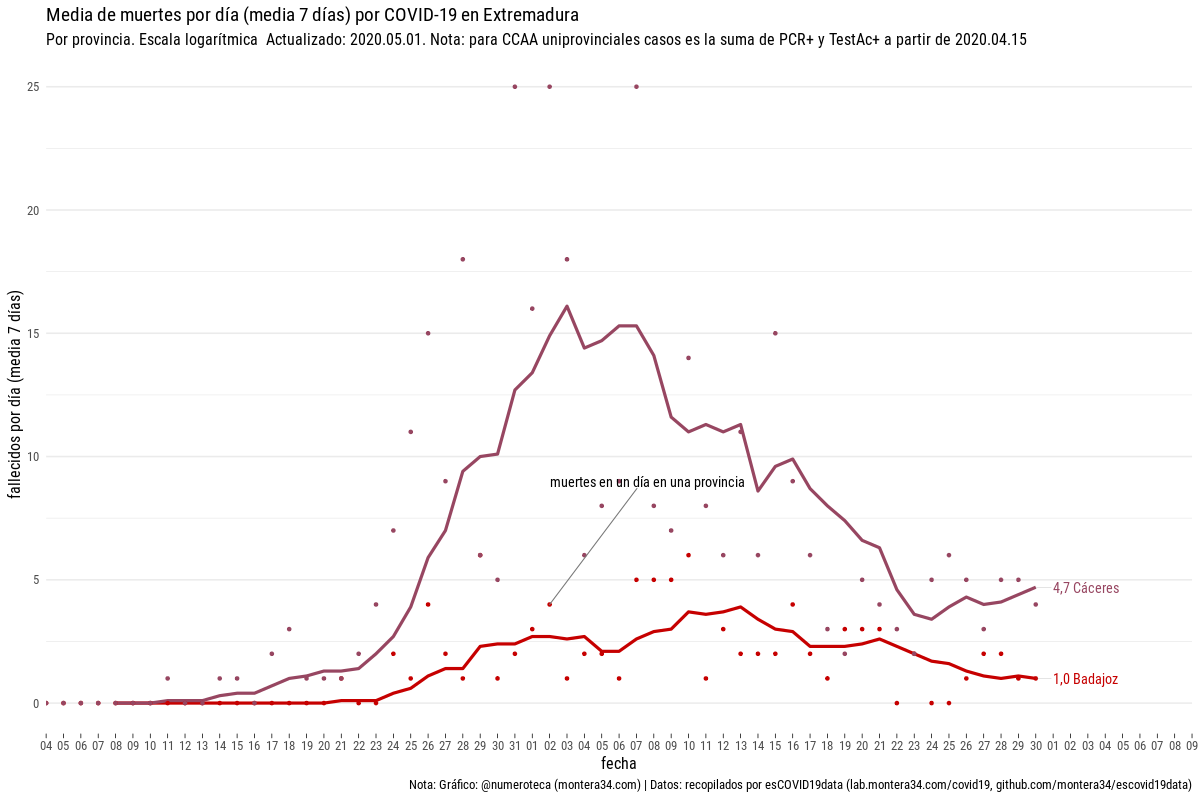 Media de muertes por día (media 7 días) por COVID-19 en Extremadura
Por provincia. Escala logarítmica  Actualizado: 2020.05.01. Nota: para CCAA uniprovinciales casos es la suma de PCR+ y TestAc+ a partir de 2020.04.15
fallecidos por día (media 7 días)
25
20
15
10
5
0
muertes en un día en una provincia
4,7 Cáceres
1,0 Badajoz
04 05 06 07 08 09 10 11 12 13 14 15 16 17 18 19 20 21 22 23 24 25 26 27 28 29 30 31 01 02 03 04 05 06 07 08 09 10 11 12 13 14 15 16 17 18 19 20 21 22 23 24 25 26 27 28 29 30 01 02 03 04 05 06 07 08 09
fecha
Nota: Gráfico: @numeroteca (montera34.com) | Datos: recopilados por esCOVID19data (lab.montera34.com/covid19, github.com/montera34/escovid19data)